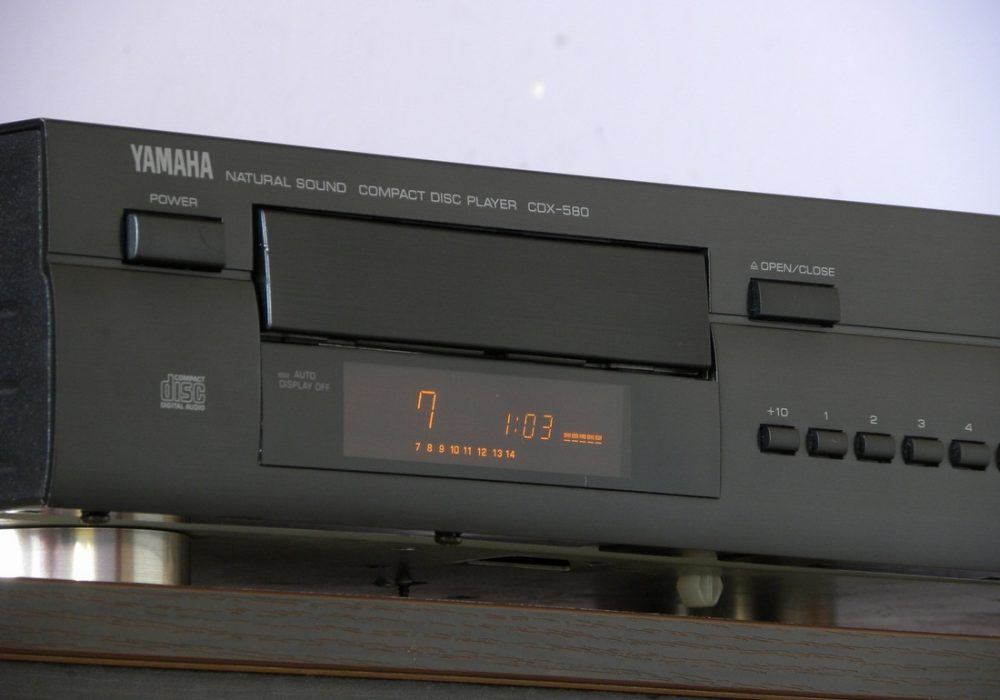 YAMAHA NATURAL SOUND COMPACT DISC PLAYER CDX-580
POWER
OPEN/CLOSE
AUTO
DISPLAY OFF
COMPACT
disc
DIGITAL AUDIO
7 1:03
7 8 9 10 11 12 13 14
+10 1 2 3 4